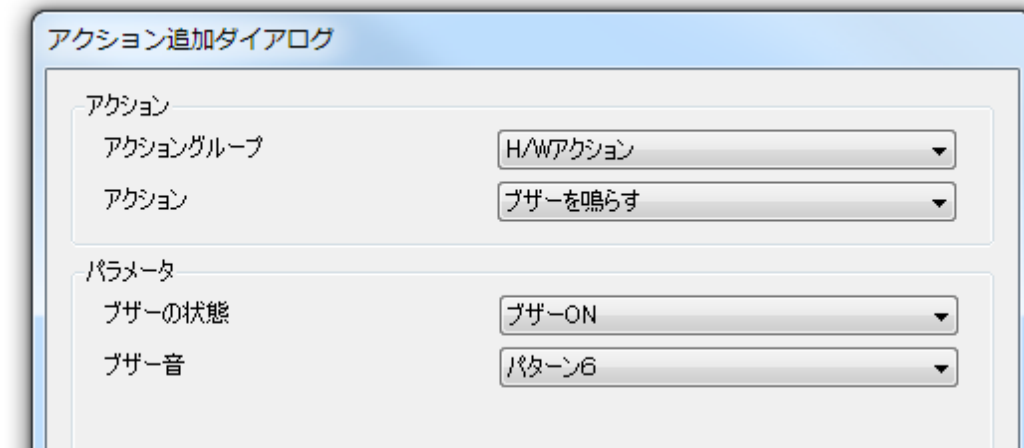 アクション追加ダイアログ
アクション
アクショングループ H/Wアクション
アクション ブザーを鳴らす
パラメータ
ブザーの状態 ブザーON
ブザー音 パターン6